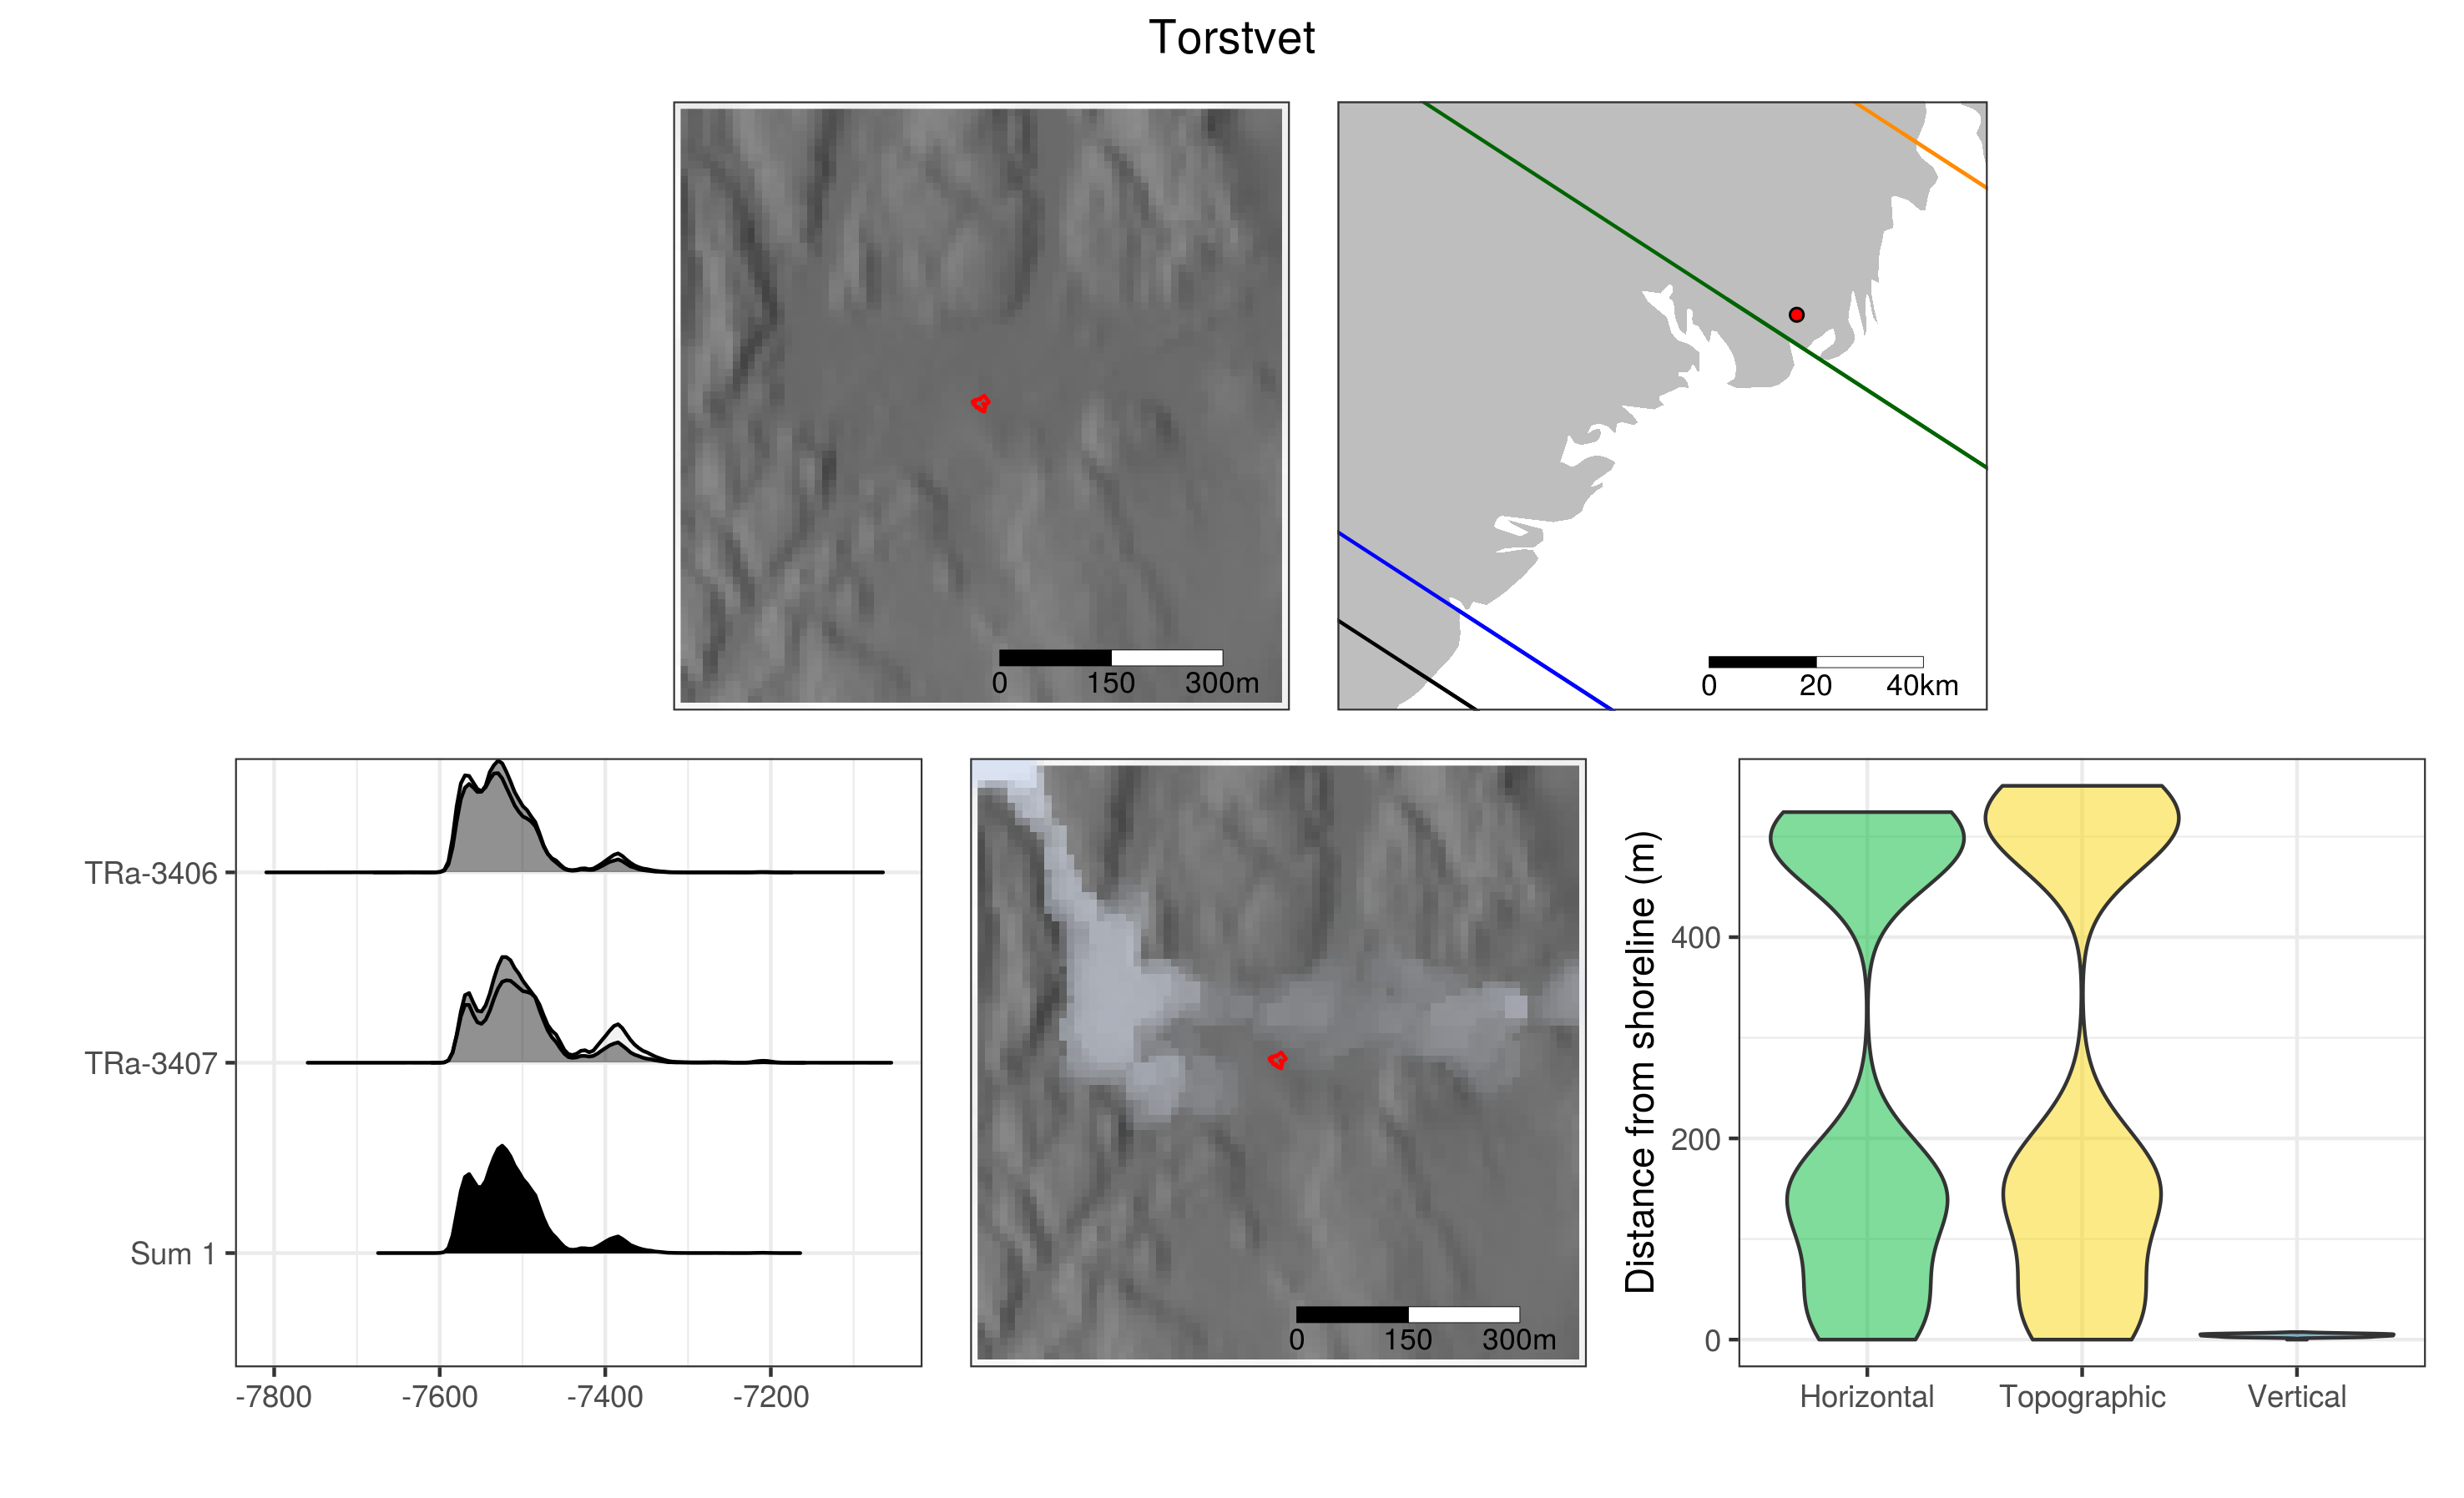 Torstvet
0 150 300m
0 20 40km
TRa-3406
TRa-3407
Sum 1
-7800 -7600 -7400 -7200
0 150 300m
Distance from shoreline (m)
400
200
0
Horizontal Topographic Vertical